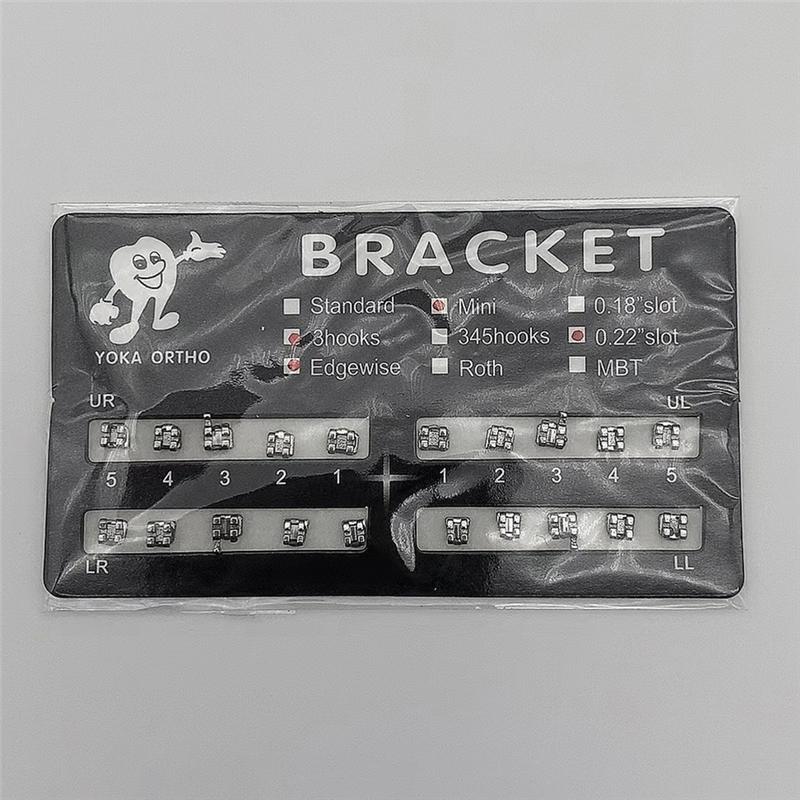 BRACKET
Standard Mini 0.18"slot
3hooks 345hooks 0.22"slot
Edgewise Roth MBT
YOKA ORTHO
UR UL
5 4 3 2 1 1 2 3 4 5
LR LL